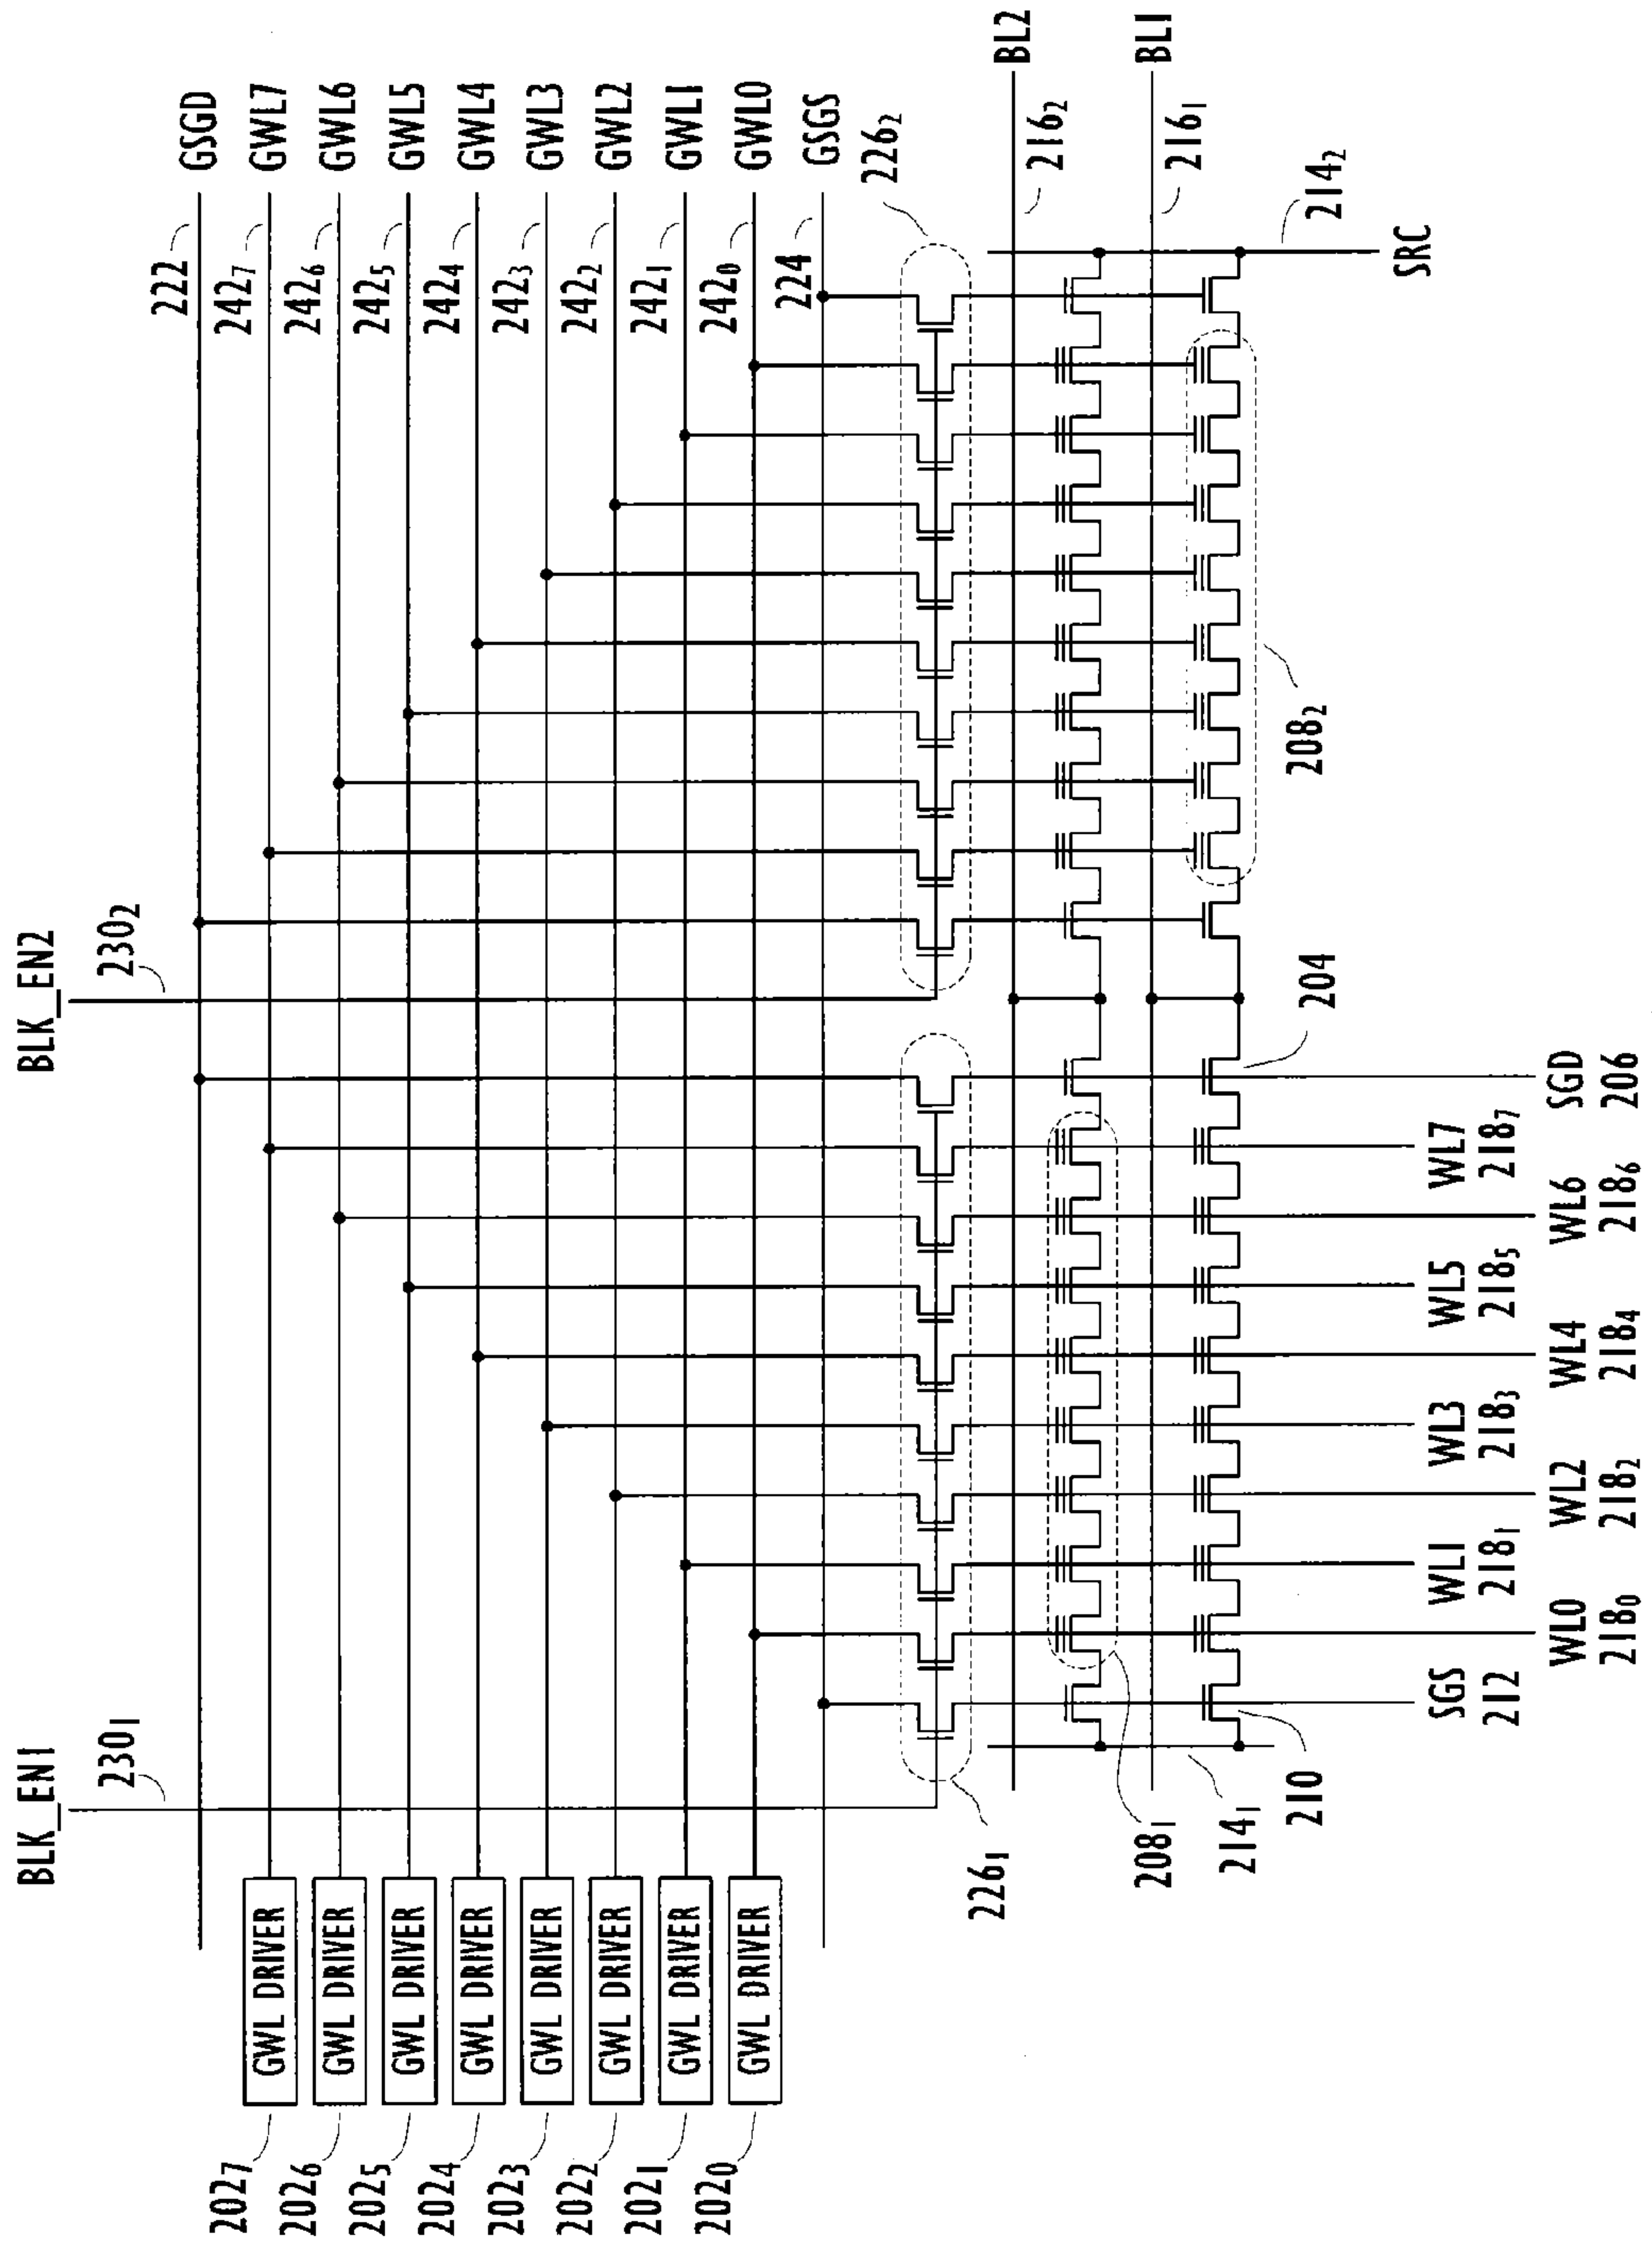 BLK_EN1
230₁
BLK_EN2
230₂
GSGD
222
GWL7
242₇
GWL6
242₆
GWL5
242₅
GWL4
242₄
GWL3
242₃
GWL2
242₂
GWL1
242₁
GWL0
242₀
GSGS
224
226₂
BL2
216₂
BL1
216₁
214₂
SRC
GWL DRIVER
202₇
GWL DRIVER
202₆
GWL DRIVER
202₅
GWL DRIVER
202₄
GWL DRIVER
202₃
GWL DRIVER
202₂
GWL DRIVER
202₁
GWL DRIVER
202₀
226₁
208₁
214₁
210
208₂
204
SGS
212
WL0
218₀
WL1
218₁
WL2
218₂
WL3
218₃
WL4
218₄
WL5
218₅
WL6
218₆
WL7
218₇
SGD
206